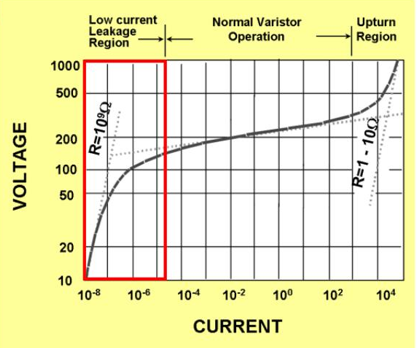 Low current
Leakage
Region
Normal Varistor
Operation
Upturn
Region
1000
500
200
100
50
20
10
VOLTAGE
R=10⁹Ω
R=1 - 10Ω
10⁻⁸
10⁻⁶
10⁻⁴
10⁻²
10⁰
10²
10⁴
CURRENT